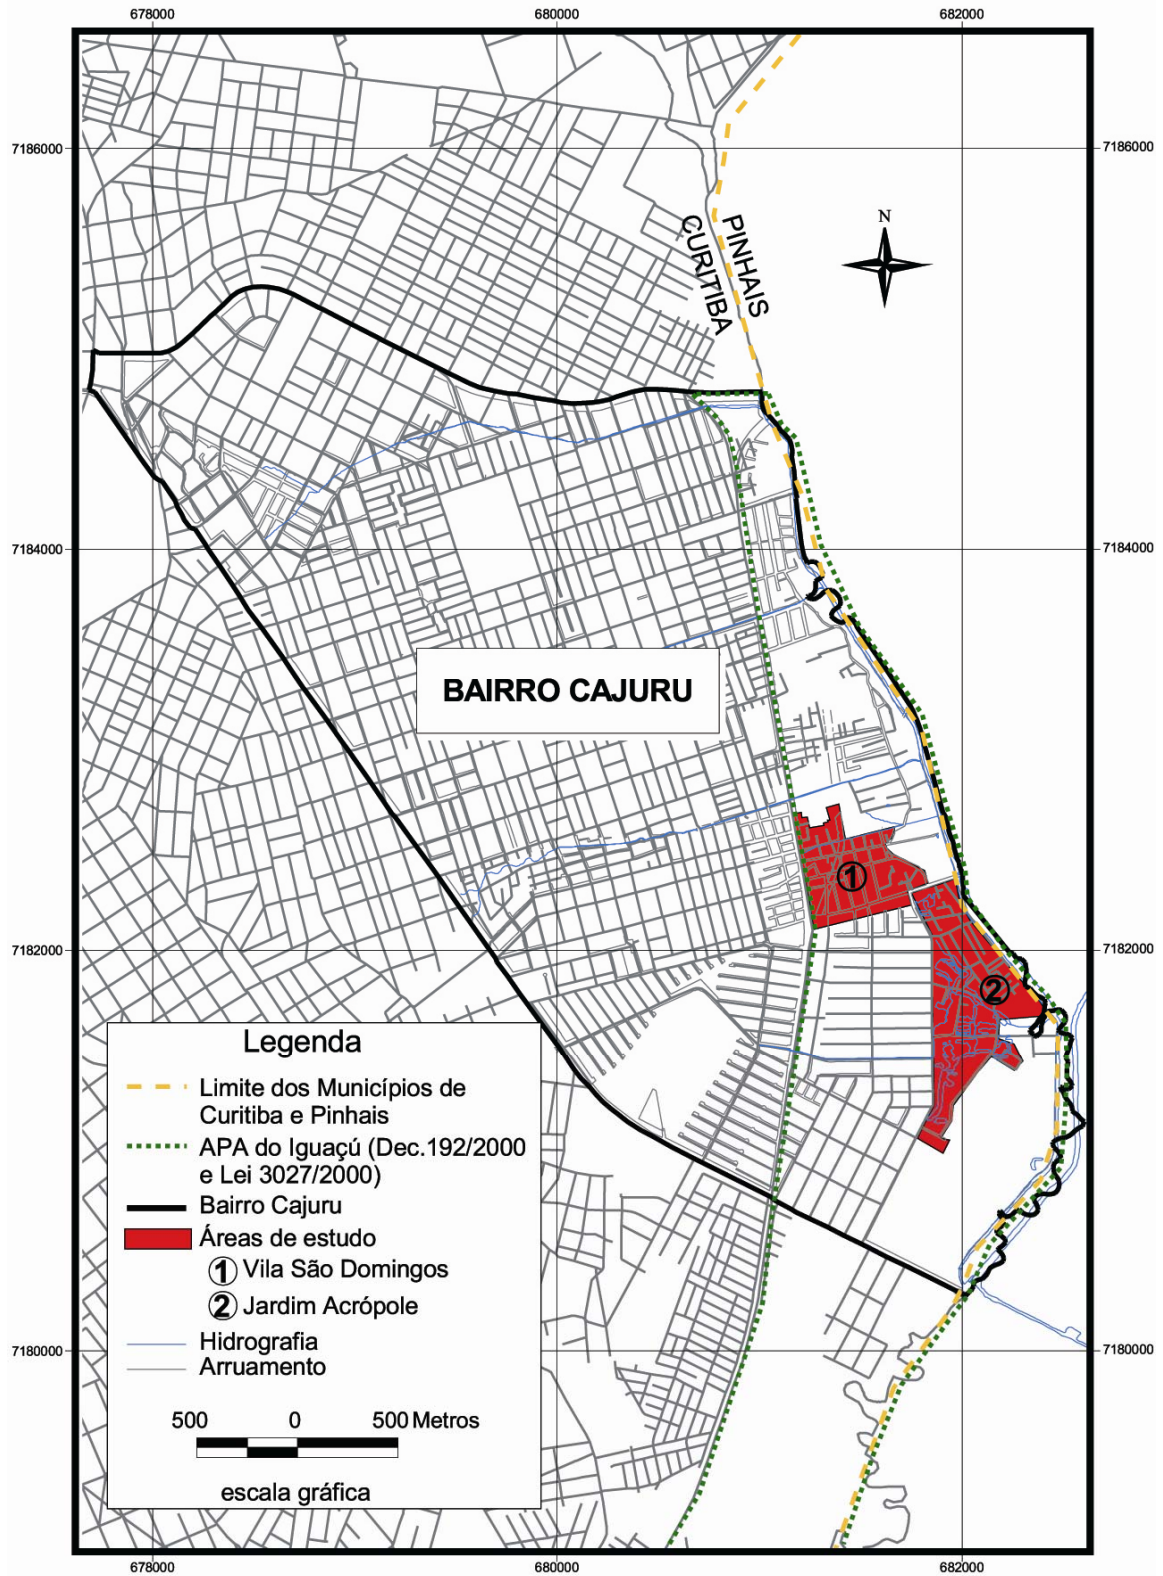 678000
680000
682000
7186000
7186000
N
PINHAIS
CURITIBA
7184000
7184000
BAIRRO CAJURU
1
7182000
7182000
2
Legenda
Limite dos Municípios de
Curitiba e Pinhais
APA do Iguaçú (Dec.192/2000
e Lei 3027/2000)
Bairro Cajuru
Áreas de estudo
1 Vila São Domingos
2 Jardim Acrópole
Hidrografia
Arruamento
7180000
7180000
500 0 500 Metros
escala gráfica
678000
680000
682000